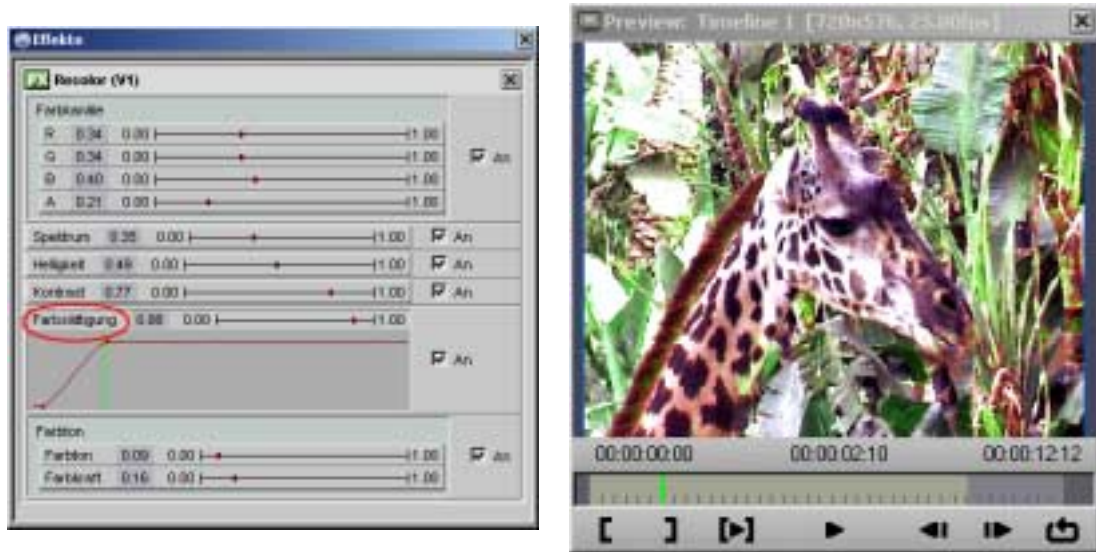 Effekte
Recolor (V1)
Farbkanäle
R 0.34 0.00 1.00
G 0.34 0.00 1.00
B 0.40 0.00 1.00
A 0.21 0.00 1.00
An
Spektrum 0.35 0.00 1.00 An
Helligkeit 0.49 0.00 1.00 An
Kontrast 0.77 0.00 1.00 An
Farbsättigung 0.88 0.00 1.00
An
Farbton
Farbton 0.09 0.00 1.00
Farbkraft 0.16 0.00 1.00
An
Preview: Timeline 1 [720x576, 25.00fps]
00:00:00:00 00:00:02:10 00:00:12:12